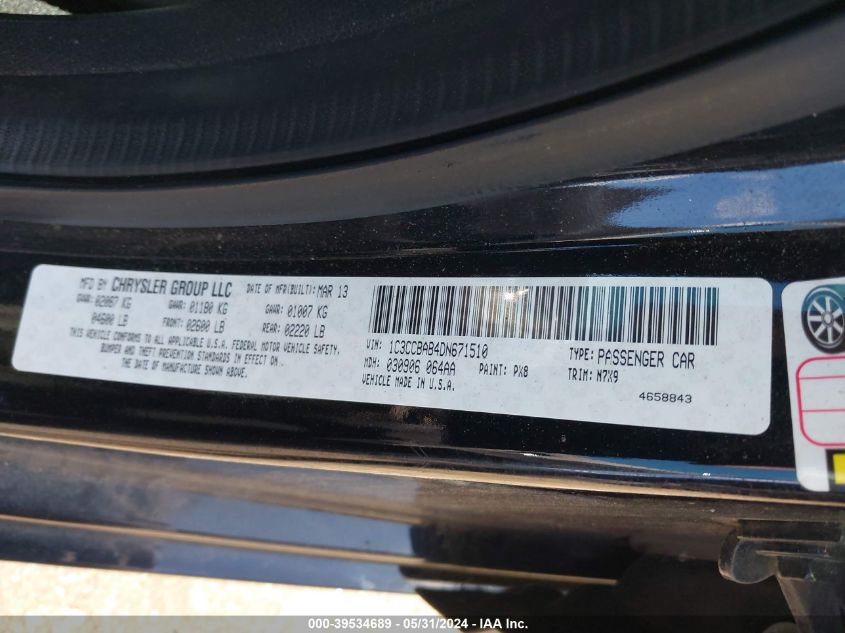 MFD BY CHRYSLER GROUP LLC DATE OF MFR(BUILT): MAR 13
GVWR: 02087 KG GAWR: 01180 KG GAWR: 01007 KG
04600 LB FRONT: 02600 LB REAR: 02220 LB
THIS VEHICLE CONFORMS TO ALL APPLICABLE U.S.A. FEDERAL MOTOR VEHICLE SAFETY,
BUMPER AND THEFT PREVENTION STANDARDS IN EFFECT ON
THE DATE OF MANUFACTURE SHOWN ABOVE.
VIN: 1C3CCBAB4DN671510 TYPE: PASSENGER CAR
MDH: 030906 064AA PAINT: PX8 TRIM: N7X9
VEHICLE MADE IN U.S.A.
4658843
000-39534689 - 05/31/2024 - IAA Inc.